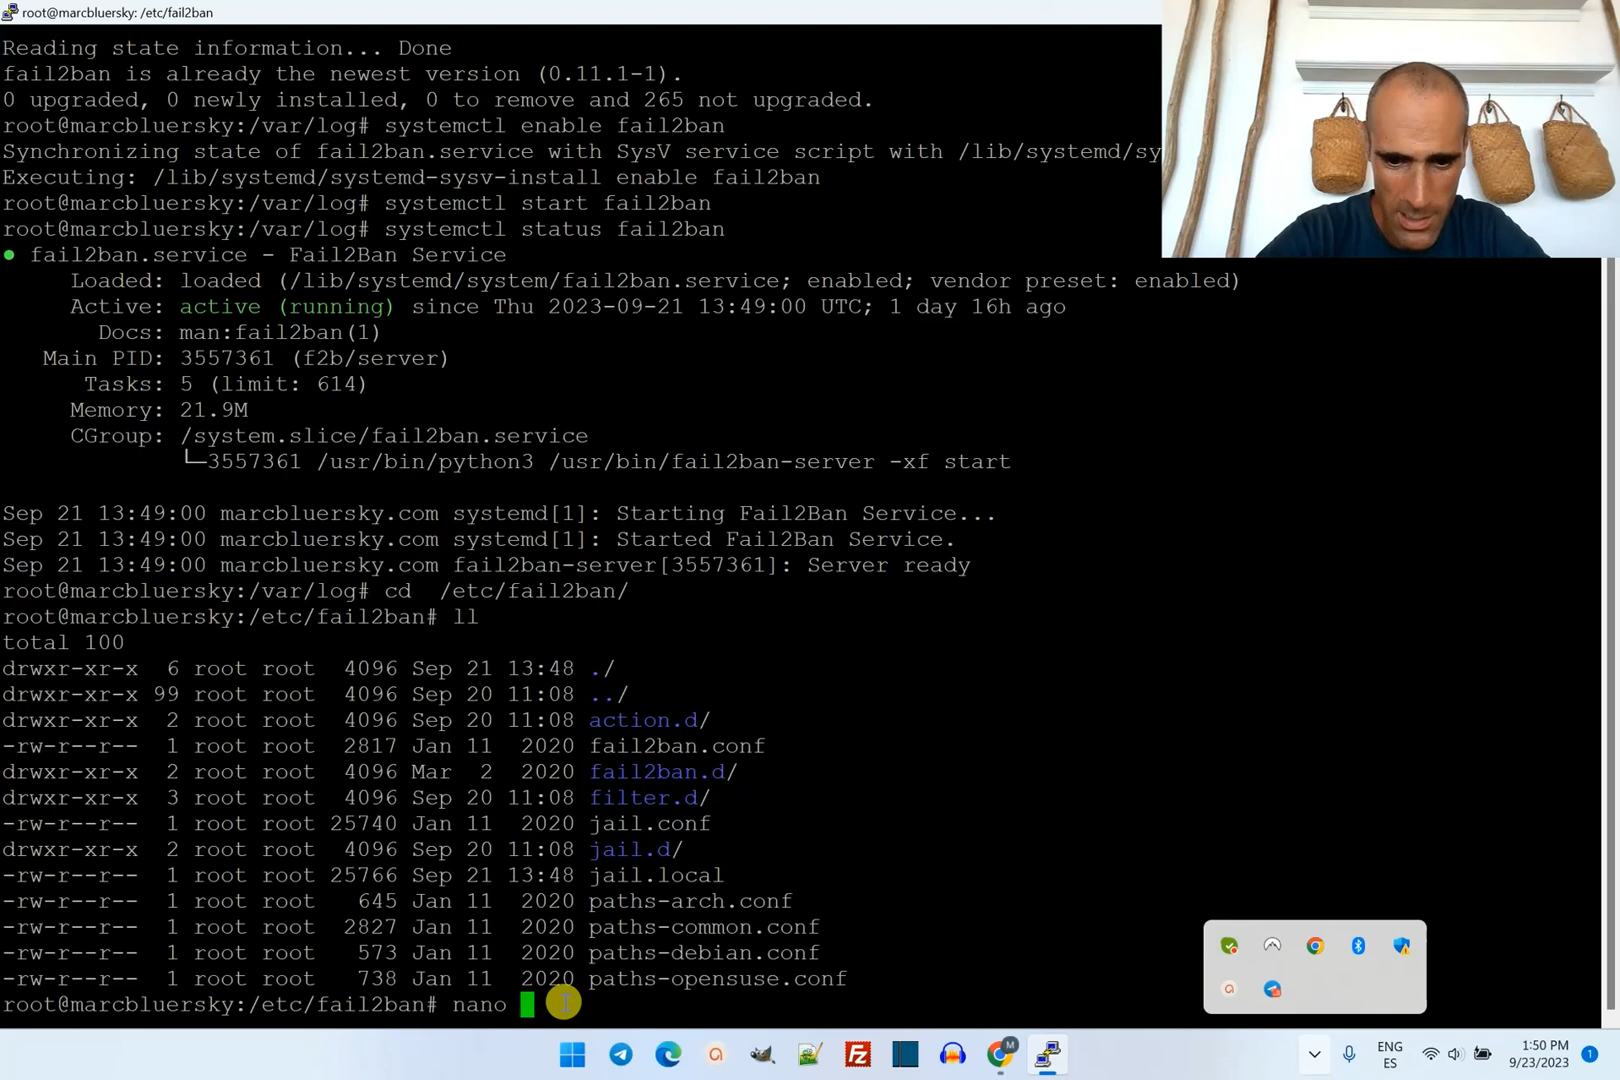 root@marcbluersky: /etc/fail2ban
Reading state information... Done
fail2ban is already the newest version (0.11.1-1).
0 upgraded, 0 newly installed, 0 to remove and 265 not upgraded.
root@marcbluersky:/var/log# systemctl enable fail2ban
Synchronizing state of fail2ban.service with SysV service script with /lib/systemd/sy
Executing: /lib/systemd/systemd-sysv-install enable fail2ban
root@marcbluersky:/var/log# systemctl start fail2ban
root@marcbluersky:/var/log# systemctl status fail2ban
● fail2ban.service - Fail2Ban Service
Loaded: loaded (/lib/systemd/system/fail2ban.service; enabled; vendor preset: enabled)
Active: active (running) since Thu 2023-09-21 13:49:00 UTC; 1 day 16h ago
Docs: man:fail2ban(1)
Main PID: 3557361 (f2b/server)
Tasks: 5 (limit: 614)
Memory: 21.9M
CGroup: /system.slice/fail2ban.service
└─3557361 /usr/bin/python3 /usr/bin/fail2ban-server -xf start
Sep 21 13:49:00 marcbluersky.com systemd[1]: Starting Fail2Ban Service...
Sep 21 13:49:00 marcbluersky.com systemd[1]: Started Fail2Ban Service.
Sep 21 13:49:00 marcbluersky.com fail2ban-server[3557361]: Server ready
root@marcbluersky:/var/log# cd  /etc/fail2ban/
root@marcbluersky:/etc/fail2ban# ll
total 100
drwxr-xr-x  6 root root  4096 Sep 21 13:48 ./
drwxr-xr-x 99 root root  4096 Sep 20 11:08 ../
drwxr-xr-x  2 root root  4096 Sep 20 11:08 action.d/
-rw-r--r--  1 root root  2817 Jan 11  2020 fail2ban.conf
drwxr-xr-x  2 root root  4096 Mar  2  2020 fail2ban.d/
drwxr-xr-x  3 root root  4096 Sep 20 11:08 filter.d/
-rw-r--r--  1 root root 25740 Jan 11  2020 jail.conf
drwxr-xr-x  2 root root  4096 Sep 20 11:08 jail.d/
-rw-r--r--  1 root root 25766 Sep 21 13:48 jail.local
-rw-r--r--  1 root root   645 Jan 11  2020 paths-arch.conf
-rw-r--r--  1 root root  2827 Jan 11  2020 paths-common.conf
-rw-r--r--  1 root root   573 Jan 11  2020 paths-debian.conf
-rw-r--r--  1 root root   738 Jan 11  2020 paths-opensuse.conf
root@marcbluersky:/etc/fail2ban# nano
ENG
ES
1:50 PM
9/23/2023
1
M